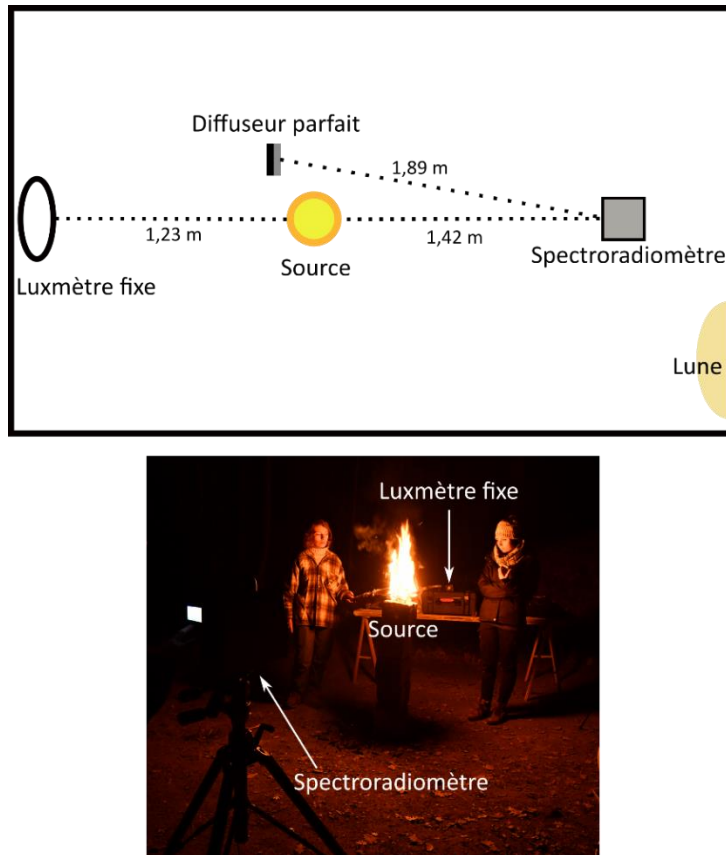 Diffuseur parfait
1,89 m
1,23 m
1,42 m
Source
Spectroradiomètre
Luxmètre fixe
Lune
Luxmètre fixe
Source
Spectroradiomètre